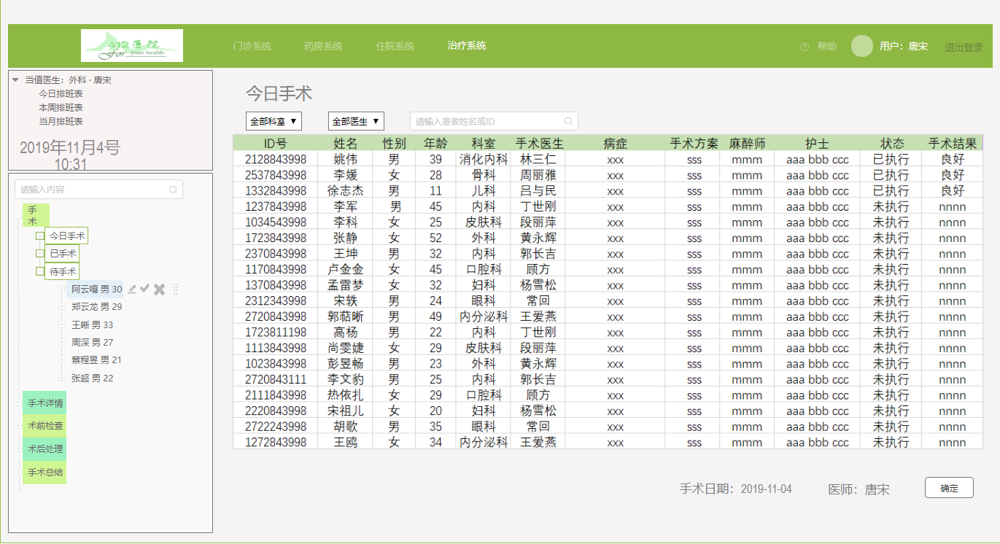 412医院
For your health
门诊系统 药房系统 住院系统 治疗系统 帮助 用户：唐宋 退出登录
当值医生：外科 · 唐宋
今日排班表
本周排班表
当月排班表
2019年11月4号
10:31
请输入内容
手
术
今日手术
已手术
待手术
阿云嘎 男 30
郑云龙 男 29
王晰 男 33
周深 男 27
蔡程昱 男 21
张超 男 22
手术详情
术前检查
术后处理
手术总结
今日手术
全部科室 ▼ 全部医生 ▼ 请输入患者姓名或ID
ID号 姓名 性别 年龄 科室 手术医生 病症 手术方案 麻醉师 护士 状态 手术结果
2128843998 姚伟 男 39 消化内科 林三仁 xxx sss mmm aaa bbb ccc 已执行 良好
2537843998 李媛 女 28 骨科 周丽雅 xxx sss mmm aaa bbb ccc 已执行 良好
1332843998 徐志杰 男 11 儿科 吕与民 xxx sss mmm aaa bbb ccc 已执行 良好
1237843998 李军 男 45 内科 丁世刚 xxx sss mmm aaa bbb ccc 未执行 nnnn
1034543998 李科 女 25 皮肤科 段丽萍 xxx sss mmm aaa bbb ccc 未执行 nnnn
1723843998 张静 女 52 外科 黄永辉 xxx sss mmm aaa bbb ccc 未执行 nnnn
2370843998 王坤 男 32 内科 郭长吉 xxx sss mmm aaa bbb ccc 未执行 nnnn
1170843998 卢金金 女 45 口腔科 顾方 xxx sss mmm aaa bbb ccc 未执行 nnnn
1370843998 孟雷梦 女 32 妇科 杨雪松 xxx sss mmm aaa bbb ccc 未执行 nnnn
2312343998 宋轶 男 24 眼科 常回 xxx sss mmm aaa bbb ccc 未执行 nnnn
2720843998 郭萜晰 男 49 内分泌科 王爱燕 xxx sss mmm aaa bbb ccc 未执行 nnnn
1723811198 高杨 男 22 内科 丁世刚 xxx sss mmm aaa bbb ccc 未执行 nnnn
1113843998 尚雯婕 女 29 皮肤科 段丽萍 xxx sss mmm aaa bbb ccc 未执行 nnnn
1023843998 彭昱畅 男 23 外科 黄永辉 xxx sss mmm aaa bbb ccc 未执行 nnnn
2720843111 李文豹 男 25 内科 郭长吉 xxx sss mmm aaa bbb ccc 未执行 nnnn
2111843998 热依扎 女 29 口腔科 顾方 xxx sss mmm aaa bbb ccc 未执行 nnnn
2220843998 宋祖儿 女 20 妇科 杨雪松 xxx sss mmm aaa bbb ccc 未执行 nnnn
2722243998 胡歌 男 35 眼科 常回 xxx sss mmm aaa bbb ccc 未执行 nnnn
1272843998 王鸥 女 34 内分泌科 王爱燕 xxx sss mmm aaa bbb ccc 未执行 nnnn
手术日期：2019-11-04 医师：唐宋 确定